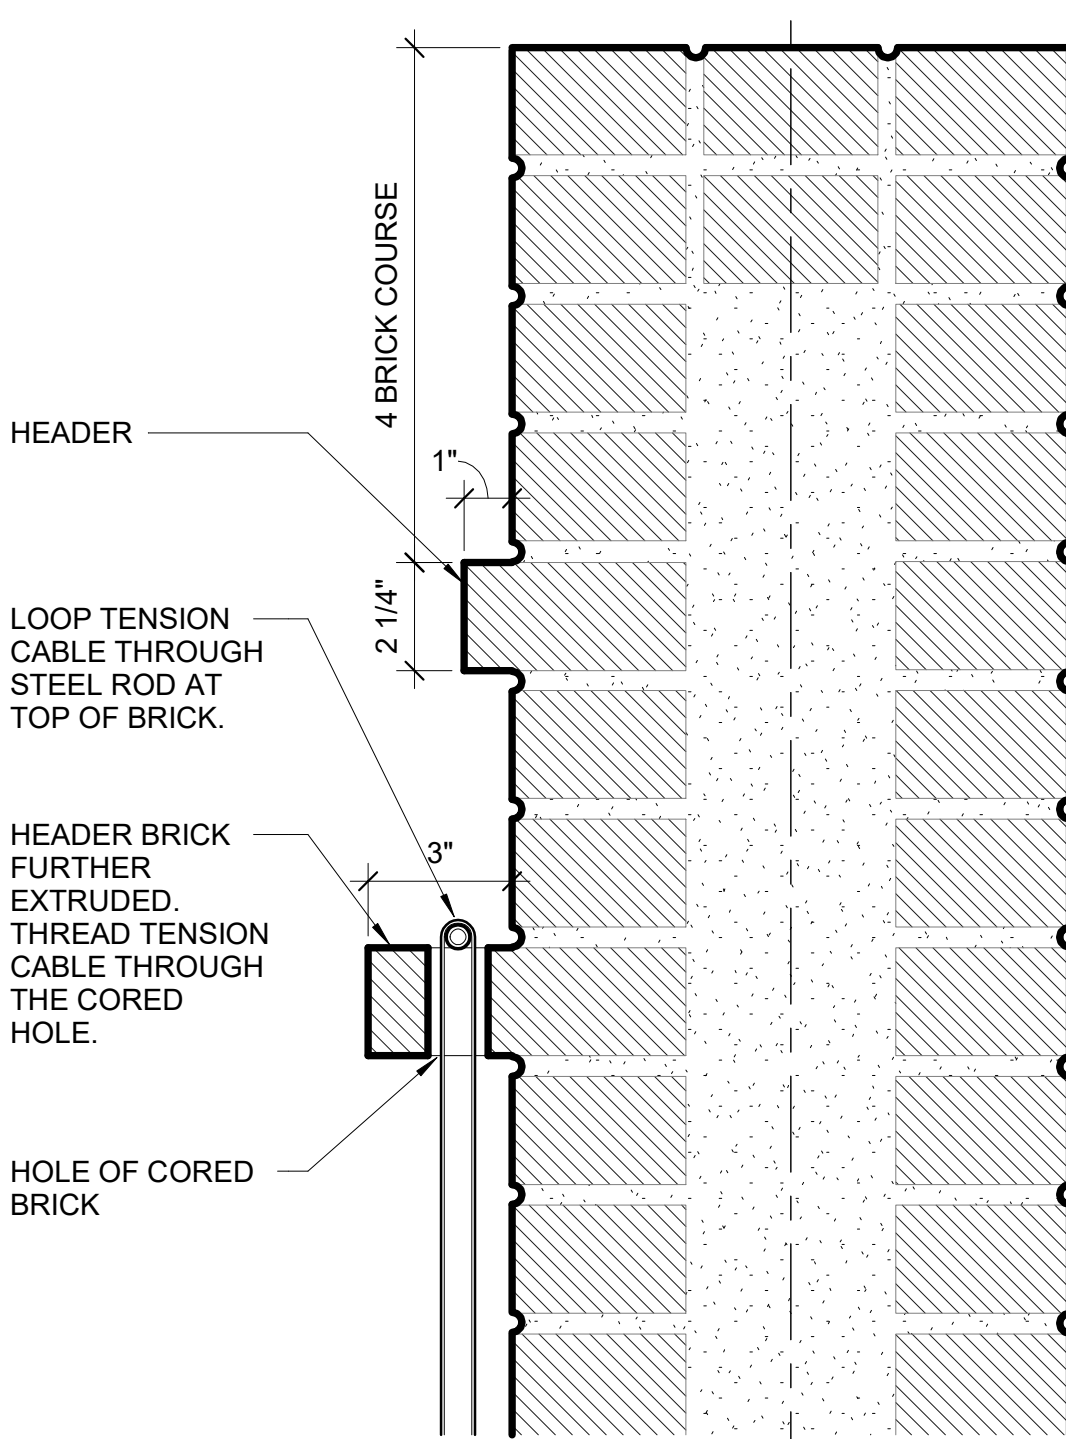 4 BRICK COURSE
HEADER
1"
2 1/4"
LOOP TENSION
CABLE THROUGH
STEEL ROD AT
TOP OF BRICK.
HEADER BRICK
FURTHER
EXTRUDED.
THREAD TENSION
CABLE THROUGH
THE CORED
HOLE.
3"
HOLE OF CORED
BRICK